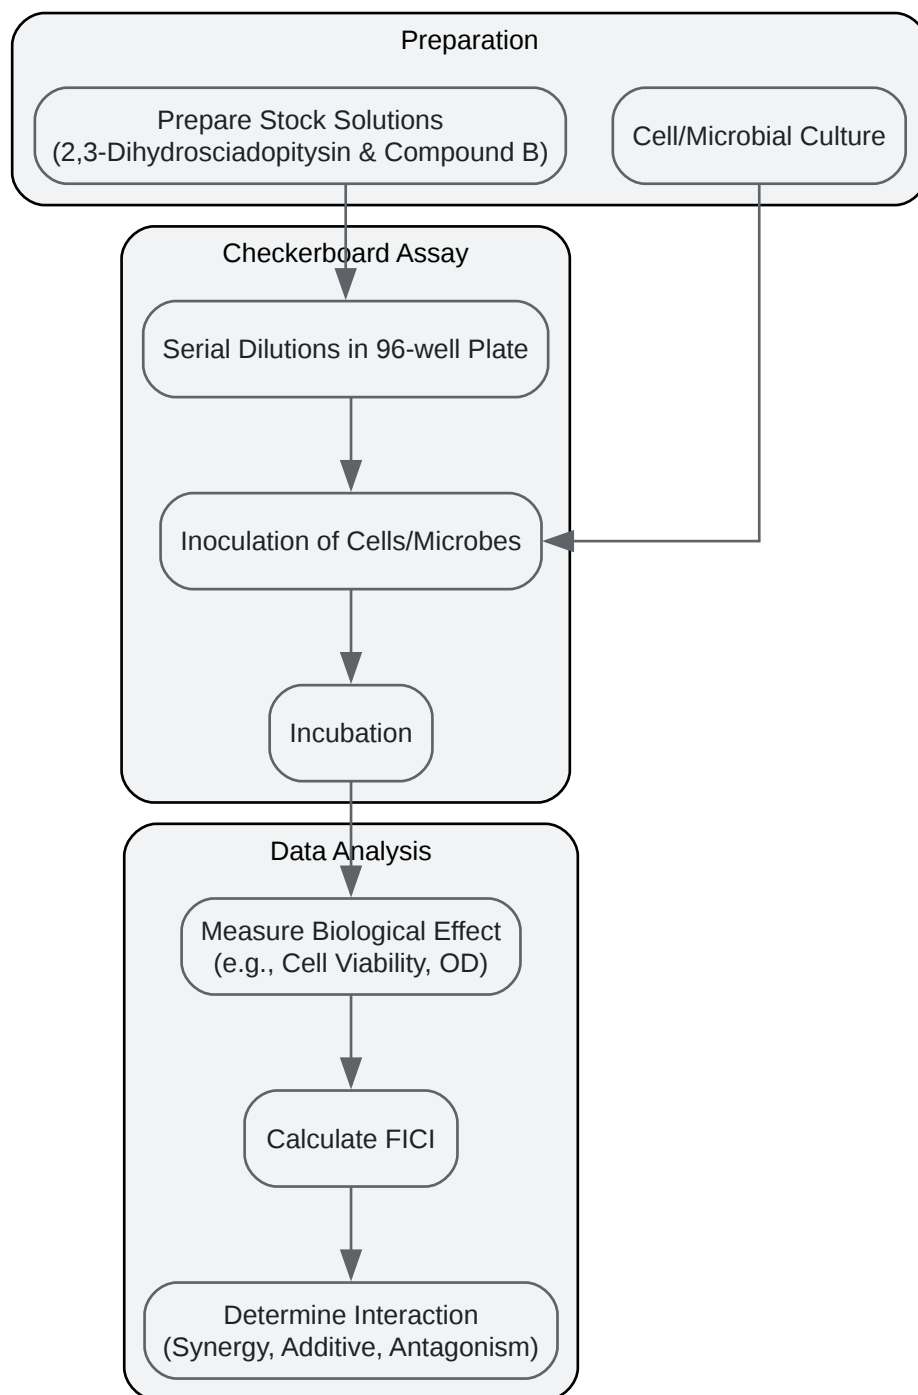 Preparation
Prepare Stock Solutions
(2,3-Dihydrosciadopitysin & Compound B)
Cell/Microbial Culture
Checkerboard Assay
Serial Dilutions in 96-well Plate
Inoculation of Cells/Microbes
Incubation
Data Analysis
Measure Biological Effect
(e.g., Cell Viability, OD)
Calculate FICI
Determine Interaction
(Synergy, Additive, Antagonism)